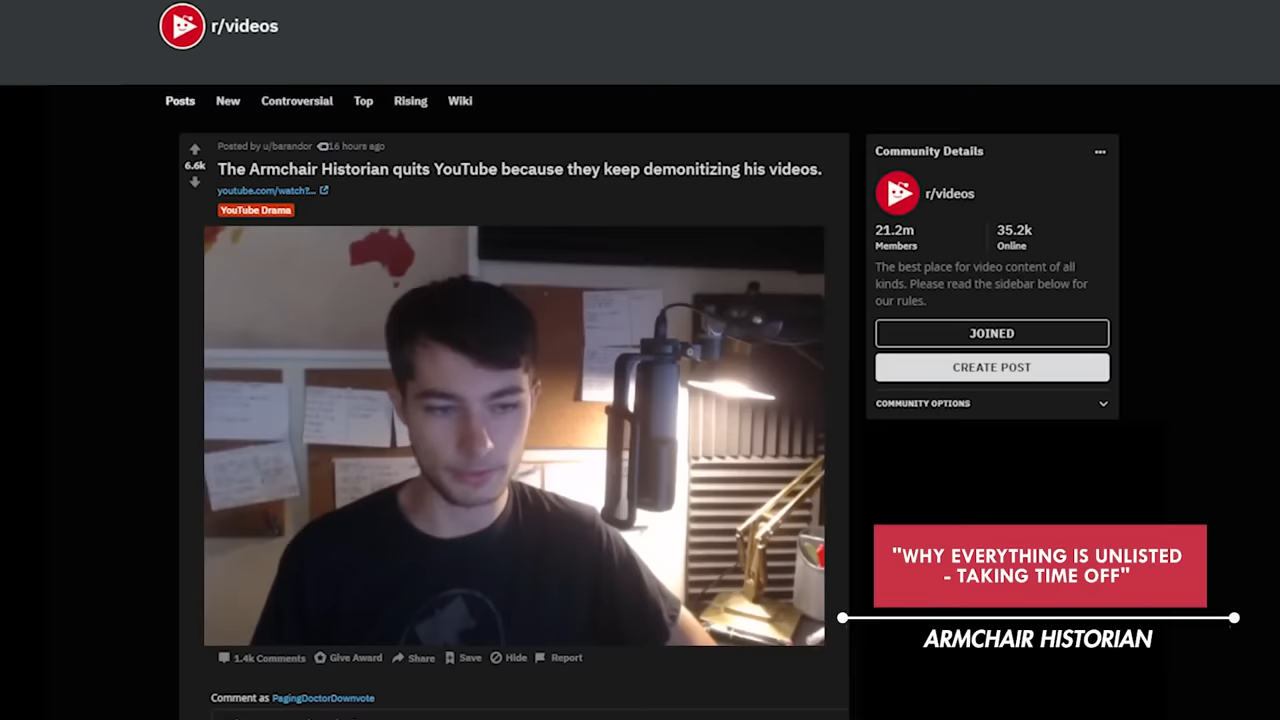 r/videos
Posts New Controversial Top Rising Wiki
Posted by u/barandor 16 hours ago
6.6k
The Armchair Historian quits YouTube because they keep demonitizing his videos.
youtube.com/watch?...
YouTube Drama
1.4k Comments Give Award Share Save Hide Report
Comment as PagingDoctorDownvote
Community Details
r/videos
21.2m 35.2k
Members Online
The best place for video content of all
kinds. Please read the sidebar below for
our rules.
JOINED
CREATE POST
COMMUNITY OPTIONS
"WHY EVERYTHING IS UNLISTED
- TAKING TIME OFF"
ARMCHAIR HISTORIAN